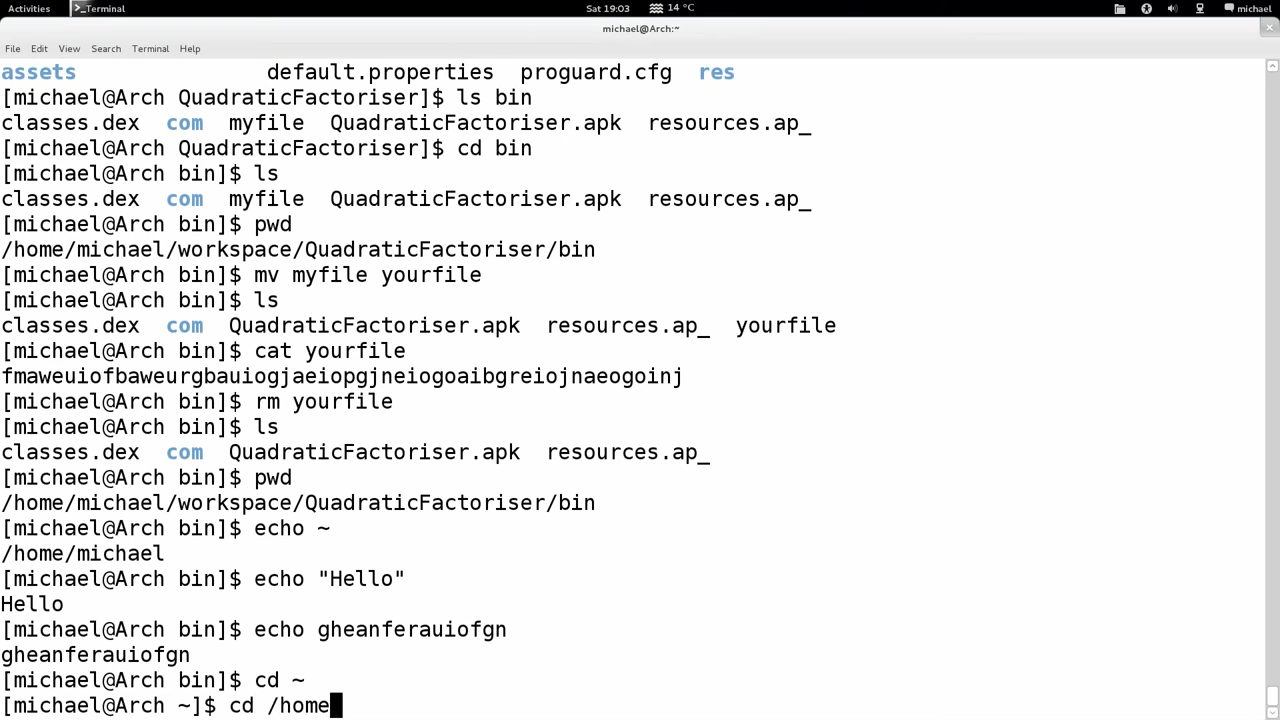 Activities Terminal Sat 19:03 14 °C michael
michael@Arch:~
File Edit View Search Terminal Help
assets default.properties proguard.cfg res
[michael@Arch QuadraticFactoriser]$ ls bin
classes.dex com myfile QuadraticFactoriser.apk resources.ap_
[michael@Arch QuadraticFactoriser]$ cd bin
[michael@Arch bin]$ ls
classes.dex com myfile QuadraticFactoriser.apk resources.ap_
[michael@Arch bin]$ pwd
/home/michael/workspace/QuadraticFactoriser/bin
[michael@Arch bin]$ mv myfile yourfile
[michael@Arch bin]$ ls
classes.dex com QuadraticFactoriser.apk resources.ap_ yourfile
[michael@Arch bin]$ cat yourfile
fmaweuiofbaweurgbauiogjaeiopgjneiogoaibgreiojnaeogoinj
[michael@Arch bin]$ rm yourfile
[michael@Arch bin]$ ls
classes.dex com QuadraticFactoriser.apk resources.ap_
[michael@Arch bin]$ pwd
/home/michael/workspace/QuadraticFactoriser/bin
[michael@Arch bin]$ echo ~
/home/michael
[michael@Arch bin]$ echo "Hello"
Hello
[michael@Arch bin]$ echo gheanferauiofgn
gheanferauiofgn
[michael@Arch bin]$ cd ~
[michael@Arch ~]$ cd /home